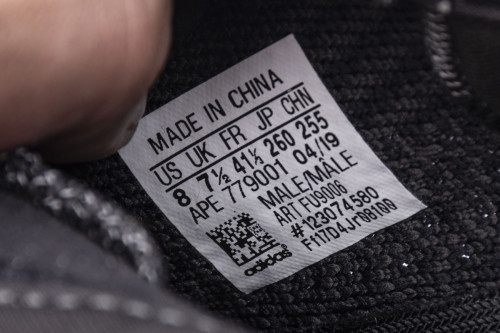 MADE IN CHINA
US UK FR JP CHN
8 7½ 41⅓ 260 255
APE 779001 04/19
MALE/MÂLE
ART FU9006
#123074580
F117D4Jr08100
adidas